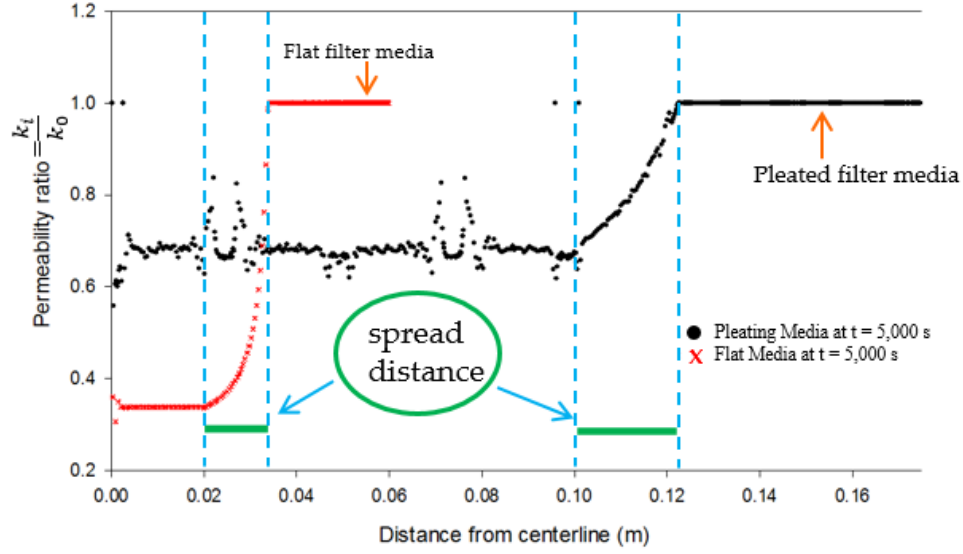 1.2
1.0
0.8
0.6
0.4
0.2
Permeability ratio = k_i/k_0
Flat filter media
Pleated filter media
spread
distance
Pleating Media at t = 5,000 s
Flat Media at t = 5,000 s
0.00 0.02 0.04 0.06 0.08 0.10 0.12 0.14 0.16
Distance from centerline (m)